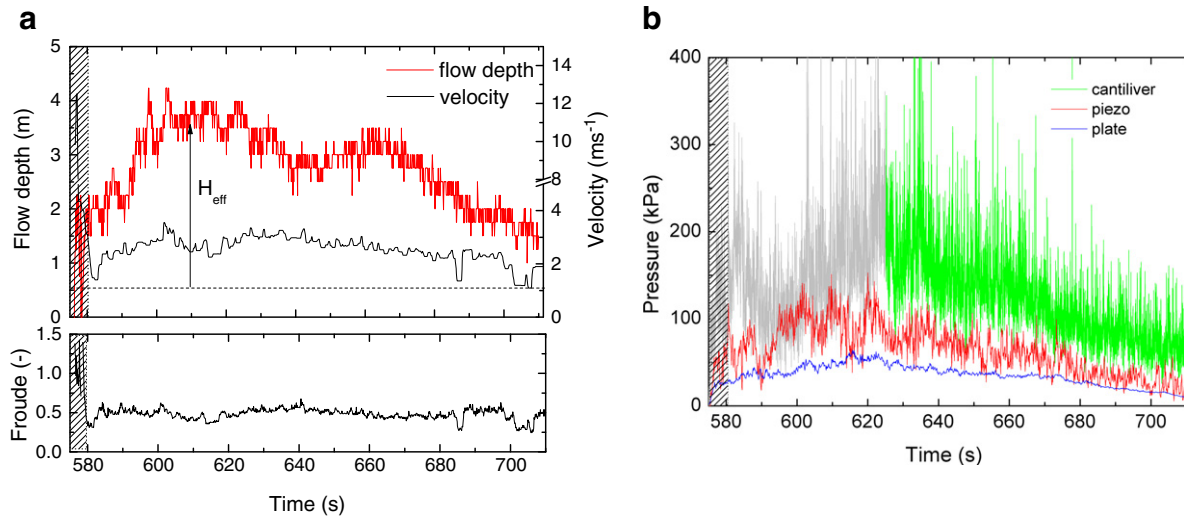 a
5
4
3
2
1
0
Flow depth (m)
flow depth
velocity
H_eff
14
12
10
8
4
2
0
Velocity (ms⁻¹)
1.5
1.0
0.5
0.0
Froude (-)
580 600 620 640 660 680 700
Time (s)
b
400
300
200
100
0
Pressure (kPa)
cantiliver
piezo
plate
580 600 620 640 660 680 700
Time (s)